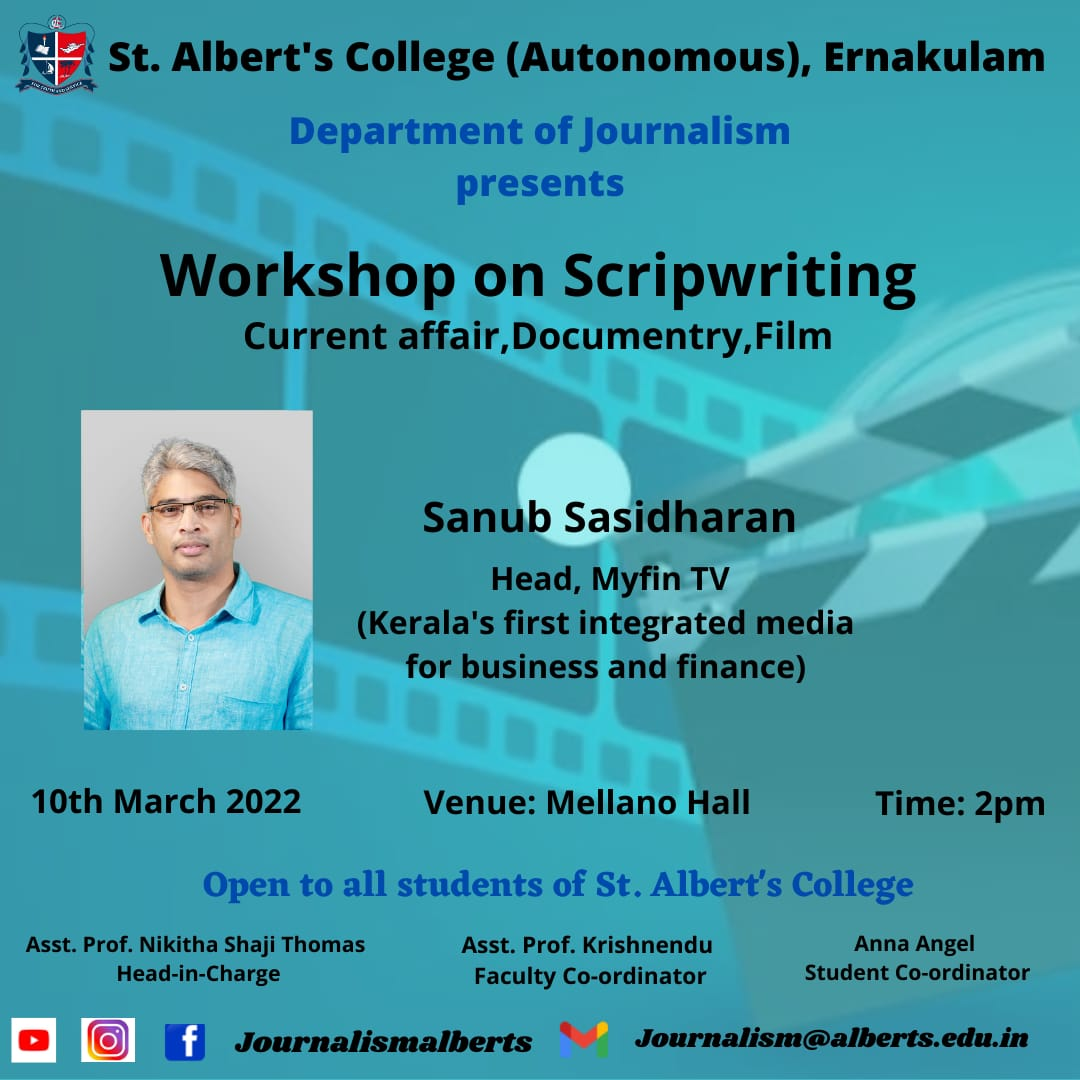 St. Albert's College (Autonomous), Ernakulam
Department of Journalism
presents
Workshop on Scripwriting
Current affair,Documentry,Film
Sanub Sasidharan
Head, Myfin TV
(Kerala's first integrated media
for business and finance)
10th March 2022
Venue: Mellano Hall
Time: 2pm
Open to all students of St. Albert's College
Asst. Prof. Nikitha Shaji Thomas
Head-in-Charge
Asst. Prof. Krishnendu
Faculty Co-ordinator
Anna Angel
Student Co-ordinator
Journalismalberts
Journalism@alberts.edu.in